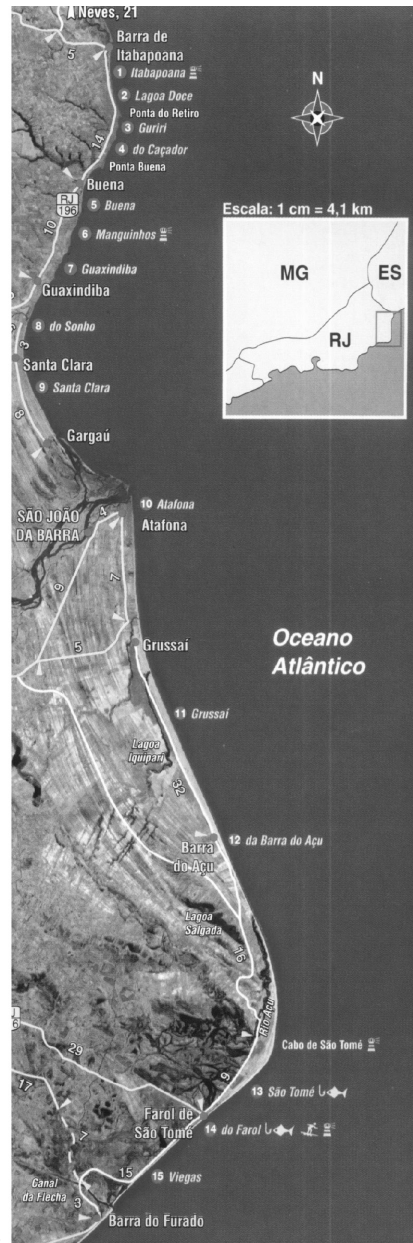 Neves, 21
Barra de
Itabapoana
5
1 Itabapoana
2 Lagoa Doce
Ponta do Retiro
3 Guriri
4 do Caçador
14
Ponta Buena
Buena
RJ
196
5 Buena
10
6 Manguinhos
7 Guaxindiba
Guaxindiba
8 do Sonho
3
Santa Clara
9 Santa Clara
8
Gargaú
10 Atafona
SÃO JOÃO
DA BARRA
4
Atafona
9
7
5
Grussaí
11 Grussaí
Lagoa
Iquipari
32
12 da Barra do Açu
Barra
do Açu
Lagoa
Salgada
16
Rio Açu
Cabo de São Tomé
29
9
13 São Tomé
17
Farol de
São Tomé
14 do Farol
7
15
15 Viegas
Canal
da Flecha
3
Barra do Furado
N
Escala: 1 cm = 4,1 km
MG
ES
RJ
Oceano
Atlântico